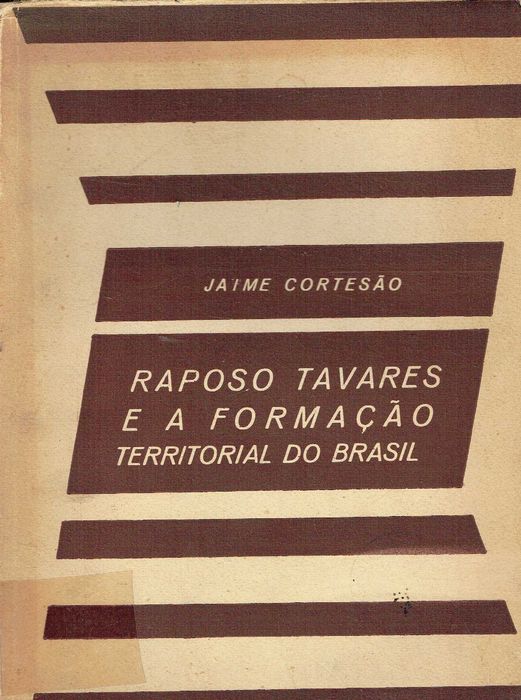 JAIME CORTESÃO
RAPOSO TAVARES
E A FORMAÇÃO
TERRITORIAL DO BRASIL